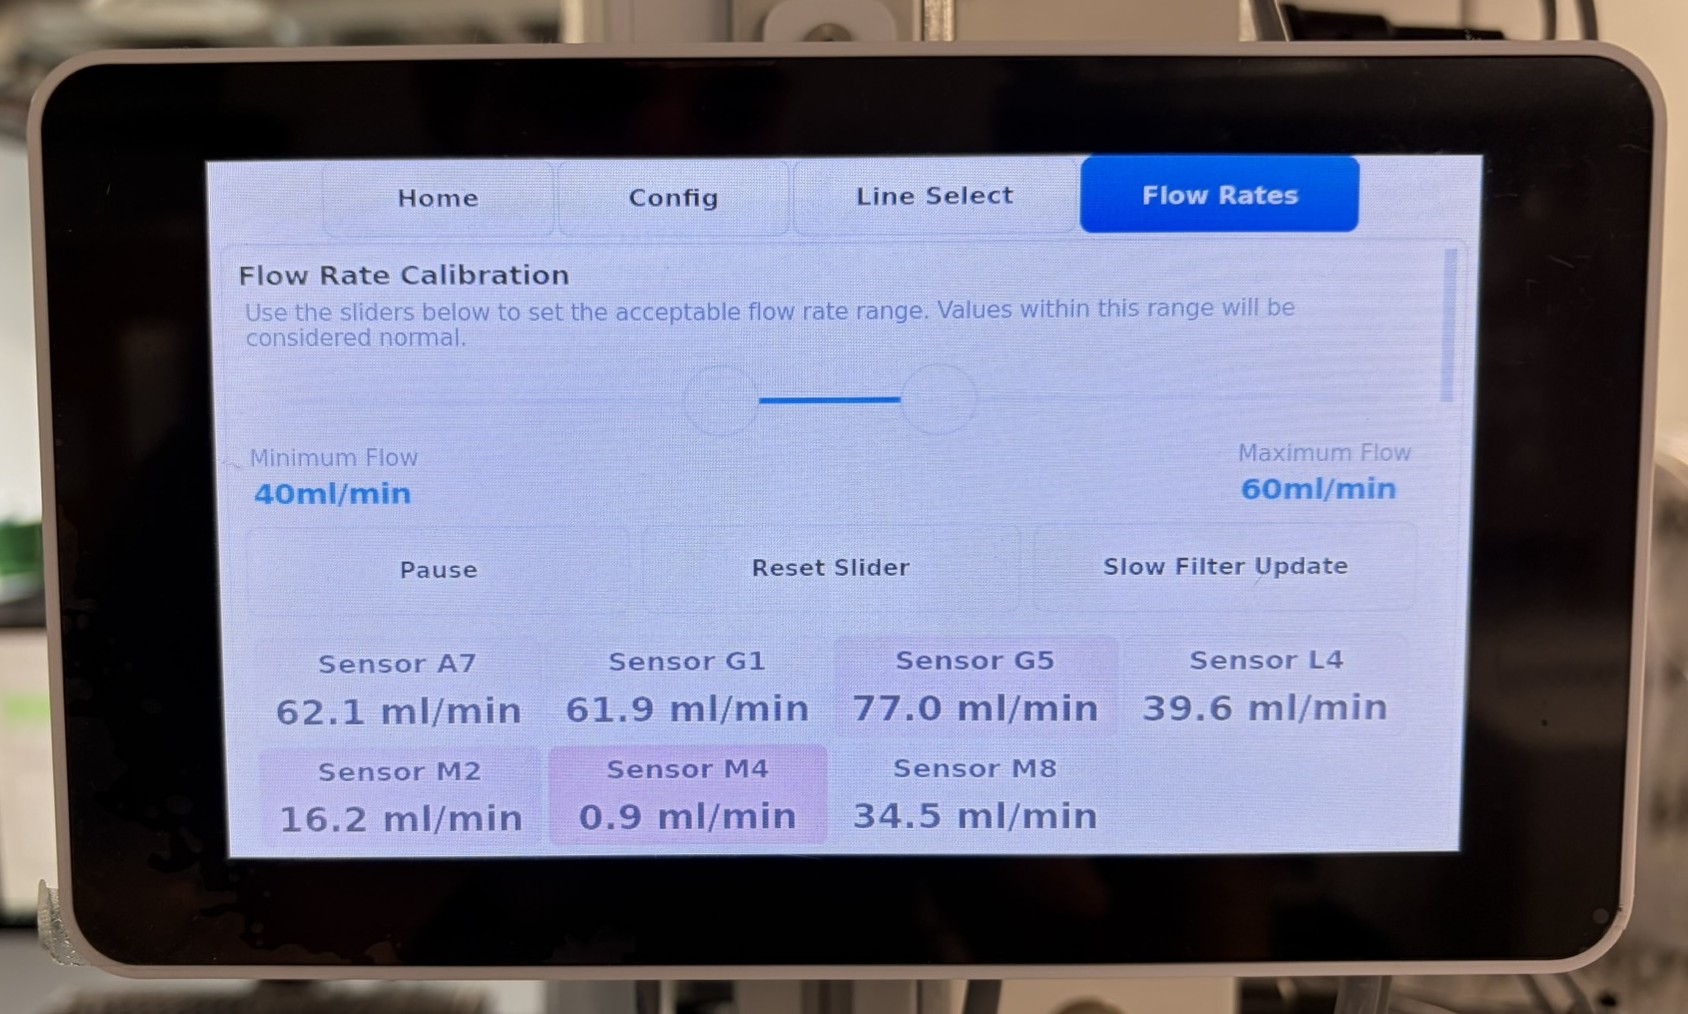 Home Config Line Select Flow Rates
Flow Rate Calibration
Use the sliders below to set the acceptable flow rate range. Values within this range will be
considered normal.
Minimum Flow Maximum Flow
40ml/min 60ml/min
Pause Reset Slider Slow Filter Update
Sensor A7 Sensor G1 Sensor G5 Sensor L4
62.1 ml/min 61.9 ml/min 77.0 ml/min 39.6 ml/min
Sensor M2 Sensor M4 Sensor M8
16.2 ml/min 0.9 ml/min 34.5 ml/min